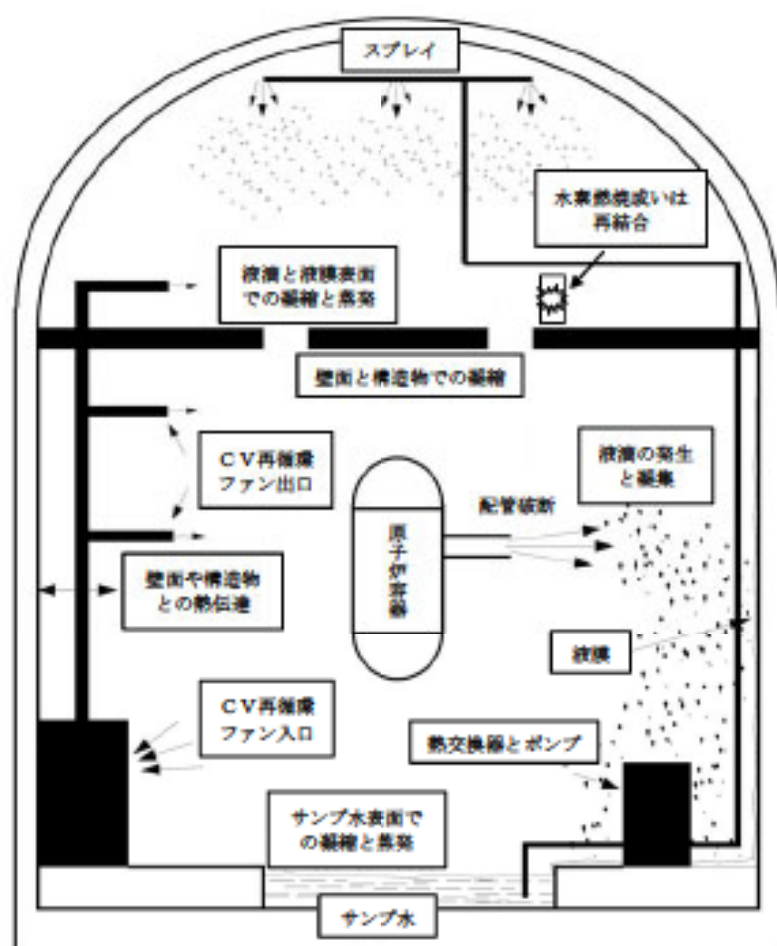 スプレイ
水素燃焼或いは
再結合
液滴と液膜表面
での凝縮と蒸発
壁面と構造物での凝縮
CV再循環
ファン出口
液滴の発生
と凝集
配管破断
原子炉容器
壁面や構造物
との熱伝達
液膜
CV再循環
ファン入口
熱交換器とポンプ
サンプ水表面で
の凝縮と蒸発
サンプ水